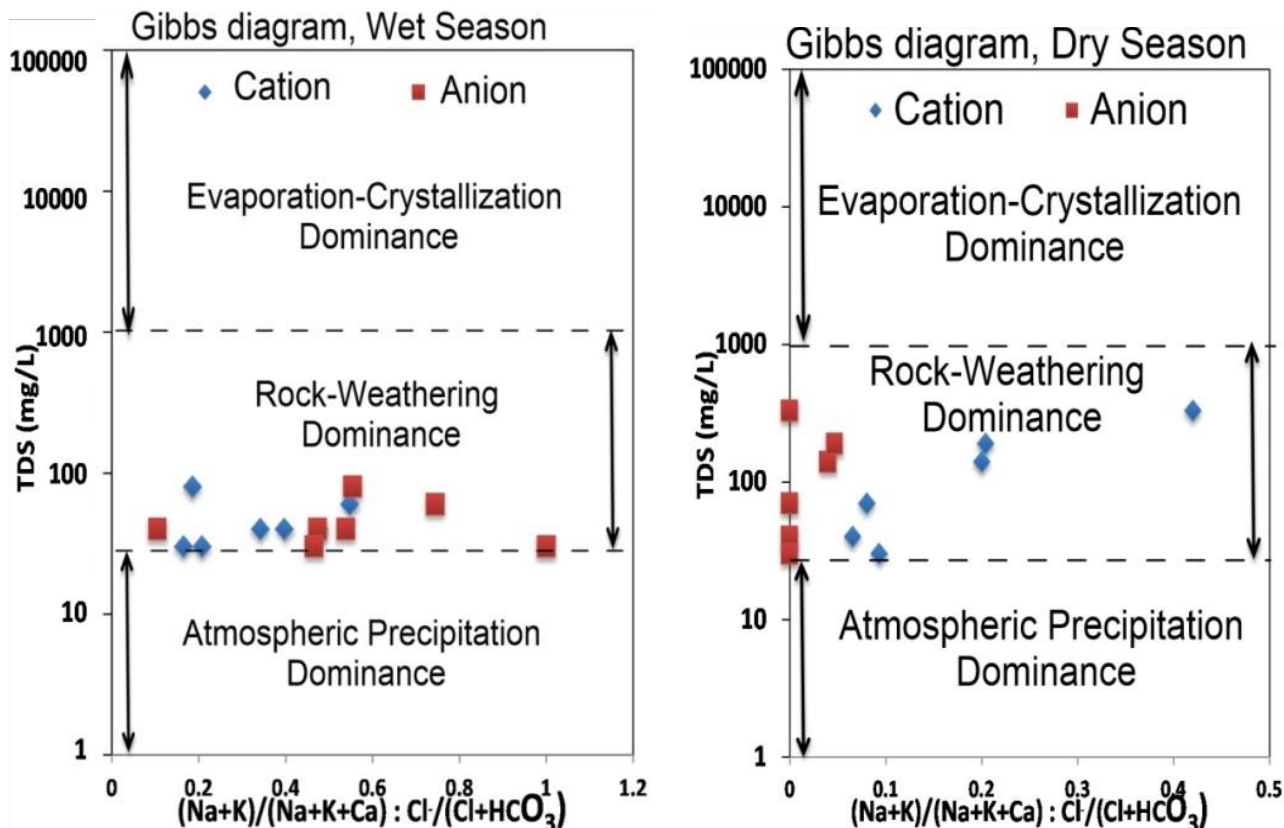 Gibbs diagram, Wet Season
100000
Cation
Anion
10000
Evaporation-Crystallization
Dominance
1000
Rock-Weathering
Dominance
TDS (mg/L)
100
10
Atmospheric Precipitation
Dominance
1
0 0.2 0.4 0.6 0.8 1 1.2
(Na+K)/(Na+K+Ca) : Cl-/(Cl+HCO3)
Gibbs diagram, Dry Season
100000
Cation
Anion
10000
Evaporation-Crystallization
Dominance
1000
Rock-Weathering
Dominance
TDS (mg/L)
100
10
Atmospheric Precipitation
Dominance
1
0 0.1 0.2 0.3 0.4 0.5
(Na+K)/(Na+K+Ca) : Cl-/(Cl+HCO3)